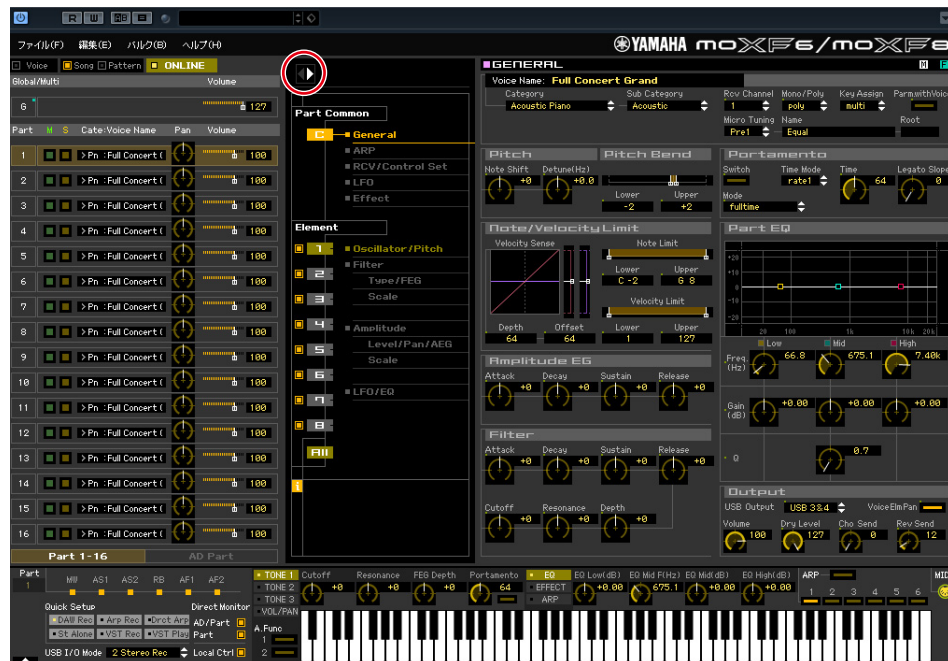 R W AB
ファイル(F) 編集(E) バルク(B) ヘルプ(H)
YAMAHA MOXF6/MOXF8
Voice Song Pattern ONLINE
Global/Multi Volume
G 127
Part M S Cate:Voice Name Pan Volume
1 >Pn :Full Concert ( 100
2 >Pn :Full Concert ( 100
3 >Pn :Full Concert ( 100
4 >Pn :Full Concert ( 100
5 >Pn :Full Concert ( 100
6 >Pn :Full Concert ( 100
7 >Pn :Full Concert ( 100
8 >Pn :Full Concert ( 100
9 >Pn :Full Concert ( 100
10 >Pn :Full Concert ( 100
11 >Pn :Full Concert ( 100
12 >Pn :Full Concert ( 100
13 >Pn :Full Concert ( 100
14 >Pn :Full Concert ( 100
15 >Pn :Full Concert ( 100
16 >Pn :Full Concert ( 100
Part 1-16 AD Part
Part Common
C General
ARP
RCV/Control Set
LFO
Effect
Element
1 Oscillator/Pitch
Filter
2 Type/FEG
3 Scale
4 Amplitude
5 Level/Pan/AEG
Scale
6
7 LFO/EQ
8
All
i
GENERAL M
Voice Name: Full Concert Grand
Category Sub Category Rcv Channel Mono/Poly Key Assign ParmwithVoic
Acoustic Piano Acoustic 1 poly multi
Micro Tuning Name Root
Pre1 Equal
Pitch Pitch Bend Portamento
Note Shift Detune(Hz) Switch Time Mode Time Legato Slope
+0 +0.0 rate1 64 0
Lower Upper Mode
-2 +2 fulltime
Note/Velocity Limit Part EQ
Velocity Sense Note Limit
Lower Upper
C -2 G 8
Velocity Limit
Depth Offset Lower Upper
64 64 1 127
+20
+10
-10
20 100 1k 10k 20k
Low Mid High
Freq. (Hz) 66.8 675.1 7.40k
Gain (dB) +0.00 +0.00 +0.00
Q 0.7
Amplitude EG
Attack Decay Sustain Release
+0 +0 +0 +0
Filter
Attack Decay Sustain Release
+0 +0 +0 +0
Cutoff Resonance Depth
+0 +0 +0
Output
USB Output USB 3&4 VoiceElmPan
Volume Dry Level Cho Send Rev Send
100 127 0 12
Part
1
MW AS1 AS2 RB AF1 AF2
Quick Setup Direct Monitor
DAW Rec Arp Rec Drct Arp AD/Part
St Alone VST Rec VST Play Part
USB I/O Mode 2 Stereo Rec Local Ctrl
TONE 1 Cutoff Resonance FEG Depth Portamento
TONE 2 +0 +0 +0 64
TONE 3
VOL/PAN
EQ EQ Low(dB) EQ Mid F(Hz) EQ Mid(dB) EQ High(dB)
EFFECT +0.00 675.1 +0.00 +0.00
ARP
ARP
1 2 3 4 5 6
A.Func
1
2